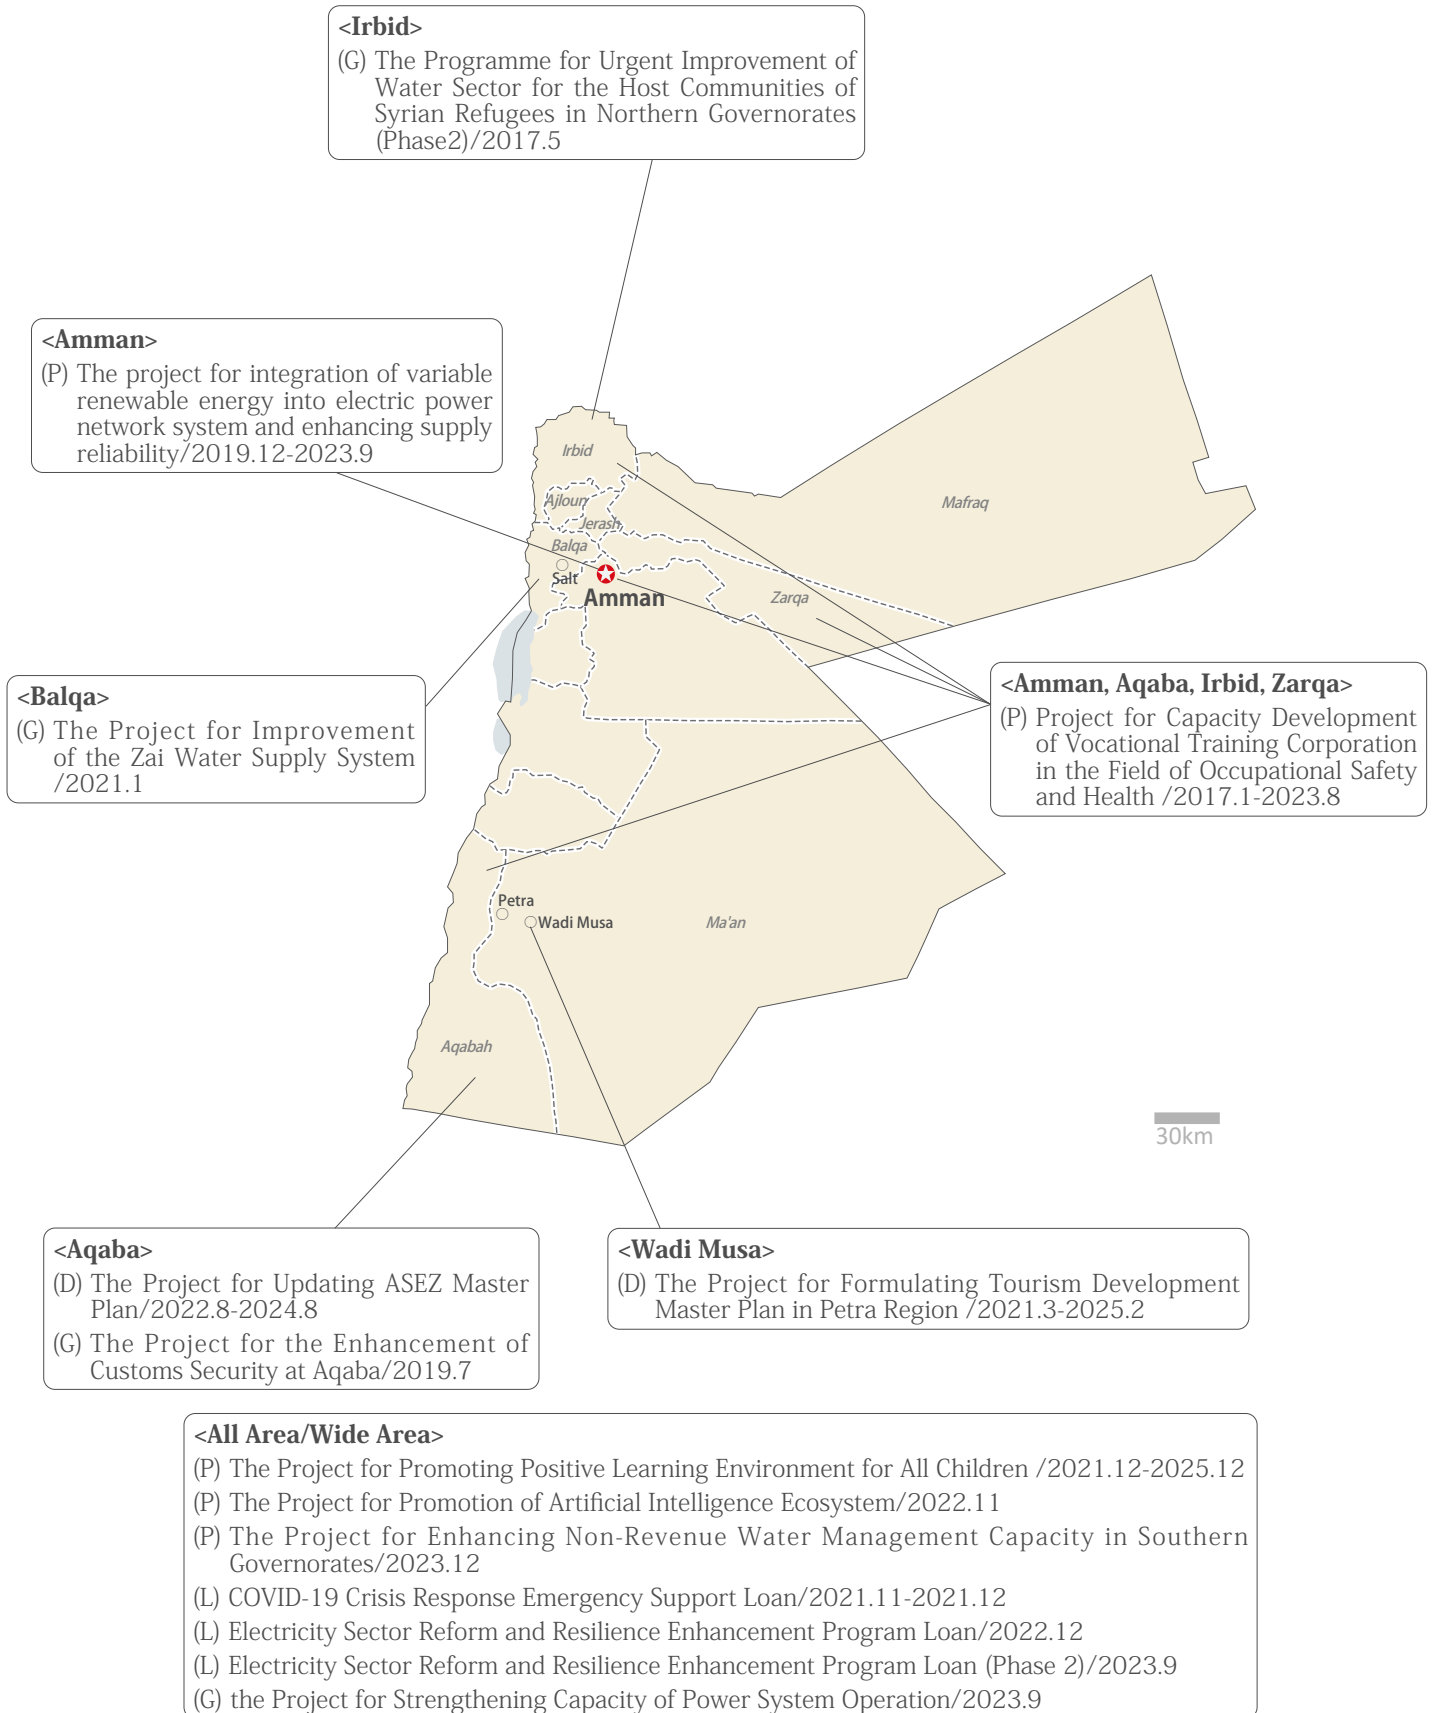 <Irbid>
(G) The Programme for Urgent Improvement of
Water Sector for the Host Communities of
Syrian Refugees in Northern Governorates
(Phase2)/2017.5
<Amman>
(P) The project for integration of variable
renewable energy into electric power
network system and enhancing supply
reliability/2019.12-2023.9
Irbid
Ajloun
Jerash
Mafraq
Balqa
Salt
Amman
Zarqa
<Balqa>
(G) The Project for Improvement
of the Zai Water Supply System
/2021.1
<Amman, Aqaba, Irbid, Zarqa>
(P) Project for Capacity Development
of Vocational Training Corporation
in the Field of Occupational Safety
and Health /2017.1-2023.8
Petra
Wadi Musa
Ma'an
Aqabah
30km
<Aqaba>
(D) The Project for Updating ASEZ Master
Plan/2022.8-2024.8
(G) The Project for the Enhancement of
Customs Security at Aqaba/2019.7
<Wadi Musa>
(D) The Project for Formulating Tourism Development
Master Plan in Petra Region /2021.3-2025.2
<All Area/Wide Area>
(P) The Project for Promoting Positive Learning Environment for All Children /2021.12-2025.12
(P) The Project for Promotion of Artificial Intelligence Ecosystem/2022.11
(P) The Project for Enhancing Non-Revenue Water Management Capacity in Southern
Governorates/2023.12
(L) COVID-19 Crisis Response Emergency Support Loan/2021.11-2021.12
(L) Electricity Sector Reform and Resilience Enhancement Program Loan/2022.12
(L) Electricity Sector Reform and Resilience Enhancement Program Loan (Phase 2)/2023.9
(G) the Project for Strengthening Capacity of Power System Operation/2023.9